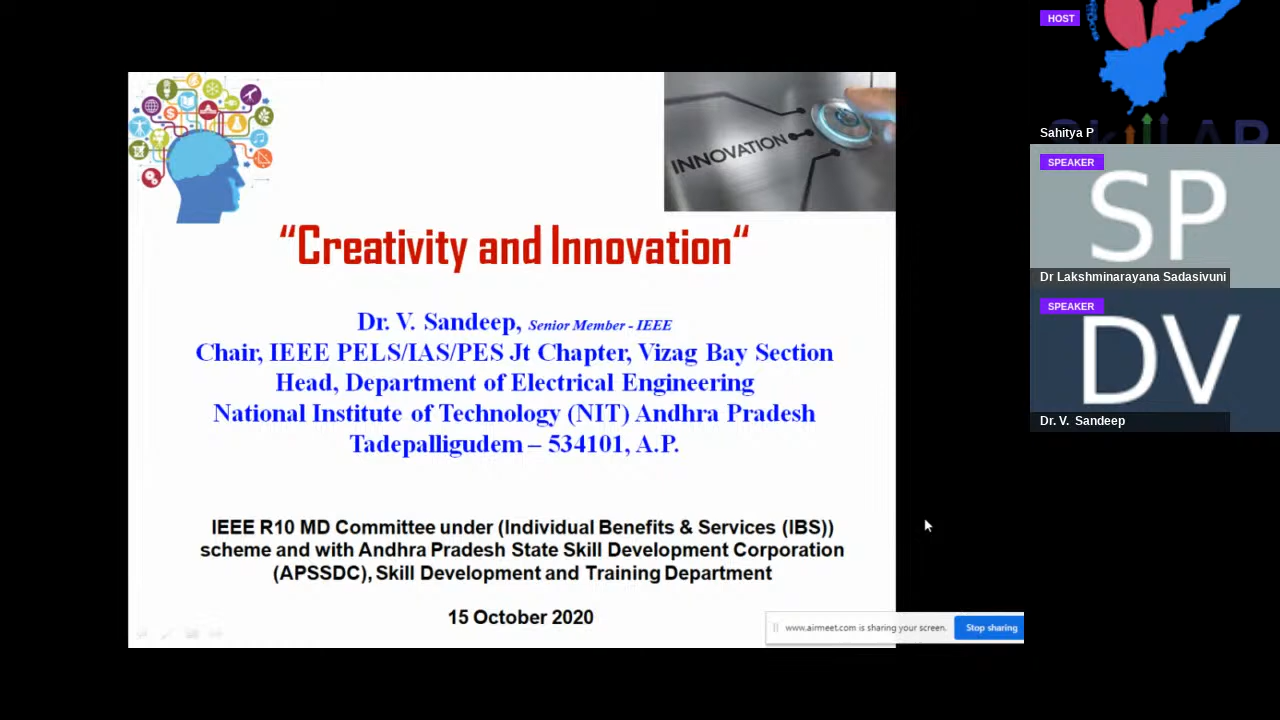 INNOVATION
“Creativity and Innovation“
Dr. V. Sandeep, Senior Member - IEEE
Chair, IEEE PELS/IAS/PES Jt Chapter, Vizag Bay Section
Head, Department of Electrical Engineering
National Institute of Technology (NIT) Andhra Pradesh
Tadepalligudem – 534101, A.P.
IEEE R10 MD Committee under (Individual Benefits & Services (IBS))
scheme and with Andhra Pradesh State Skill Development Corporation
(APSSDC), Skill Development and Training Department
15 October 2020
www.airmeet.com is sharing your screen.
Stop sharing
HOST
Skill AP
Sahitya P
SPEAKER
SP
Dr Lakshminarayana Sadasivuni
SPEAKER
DV
Dr. V. Sandeep